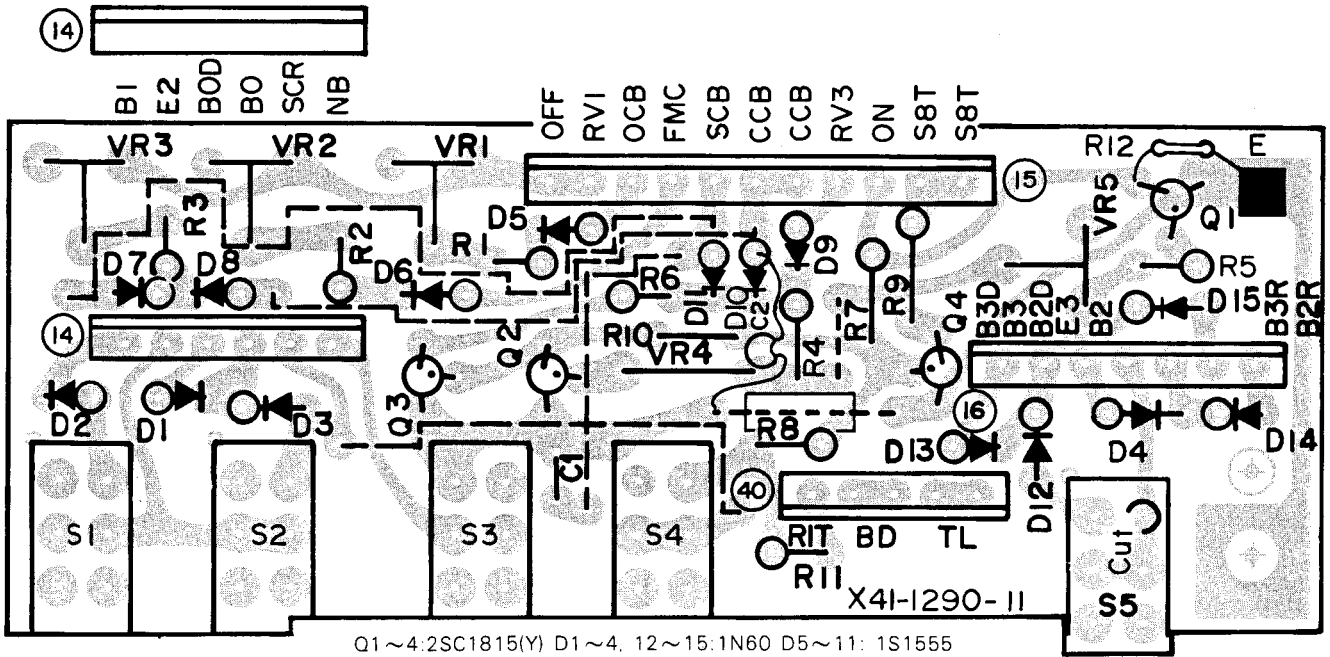 14
B1 E2 BOD BO SCR NB
OFF RV1 OCB FMC SCB CCB CCB RV3 ON S8T S8T
VR3 VR2 VR1
R12 E
15
VR5 Q1
R3 R2 R1 D5
D7 D8 D6 R6 D11 D10 C2 D9 R7 R9 R5
D15
14
Q2 R10 VR4 R4 Q4
B3D B3 B2D E3 B2 B3R B2R
D2 D1 D3 Q3 16
R8 D13 D12 D4 D14
C1 40
S1 S2 S3 S4
RIT BD TL
R11
Cut
X41-1290-11 S5
Q1~4:2SC1815(Y) D1~4, 12~15:1N60 D5~11: 1S1555